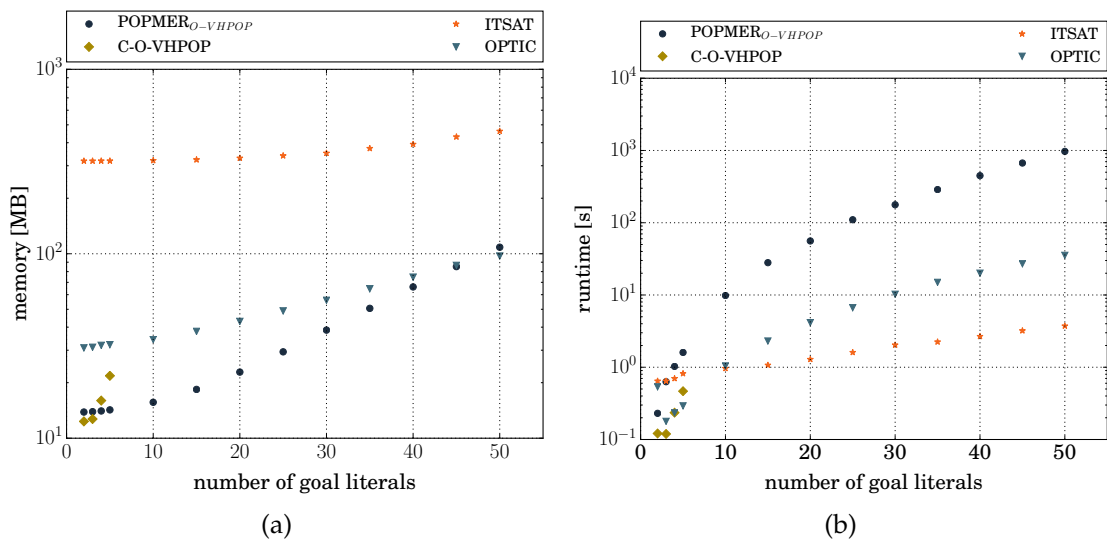 POPMER_{O−VHPOP} ITSAT
C-O-VHPOP OPTIC
10^3
10^2
10^1
memory [MB]
0 10 20 30 40 50
number of goal literals
(a)
POPMER_{O−VHPOP} ITSAT
C-O-VHPOP OPTIC
10^4
10^3
10^2
10^1
10^0
10^{−1}
runtime [s]
0 10 20 30 40 50
number of goal literals
(b)